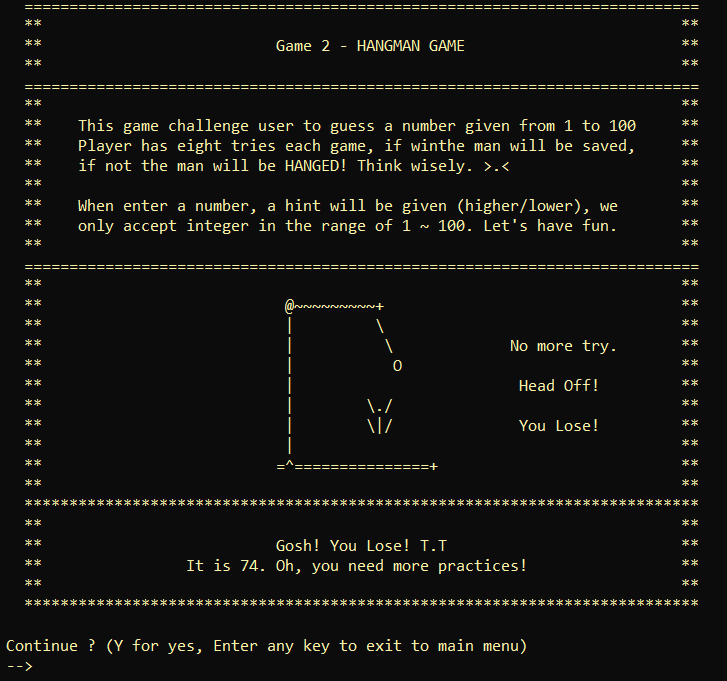 ===========================================================================
** **
** Game 2 - HANGMAN GAME **
** **
===========================================================================
** **
** This game challenge user to guess a number given from 1 to 100 **
** Player has eight tries each game, if winthe man will be saved, **
** if not the man will be HANGED! Think wisely. >.< **
** **
** When enter a number, a hint will be given (higher/lower), we **
** only accept integer in the range of 1 ~ 100. Let's have fun. **
** **
===========================================================================
** **
** @~~~~~~~~~+ **
** | \ **
** | \ No more try. **
** | O **
** | Head Off! **
** | \./ **
** | \|/ You Lose! **
** | **
** =^===============+ **
** **
***************************************************************************
** **
** Gosh! You Lose! T.T **
** It is 74. Oh, you need more practices! **
** **
***************************************************************************
Continue ? (Y for yes, Enter any key to exit to main menu)
-->